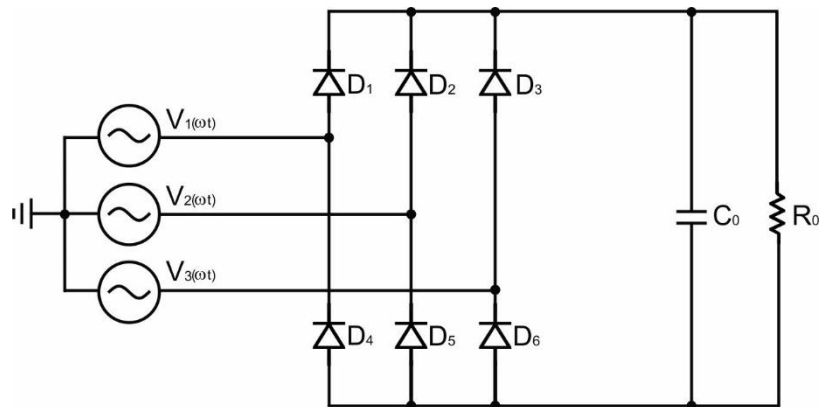 D₁ D₂ D₃
V₁₍ωt₎
V₂₍ωt₎
C₀ R₀
V₃₍ωt₎
D₄ D₅ D₆